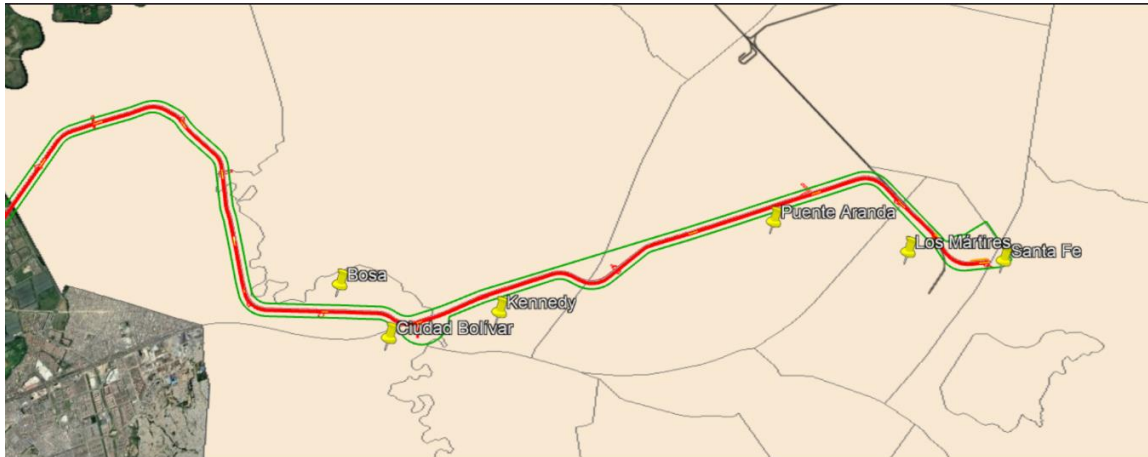 Puente Aranda
Los Mártires
Santa Fe
Bosa
Kennedy
Ciudad Bolívar